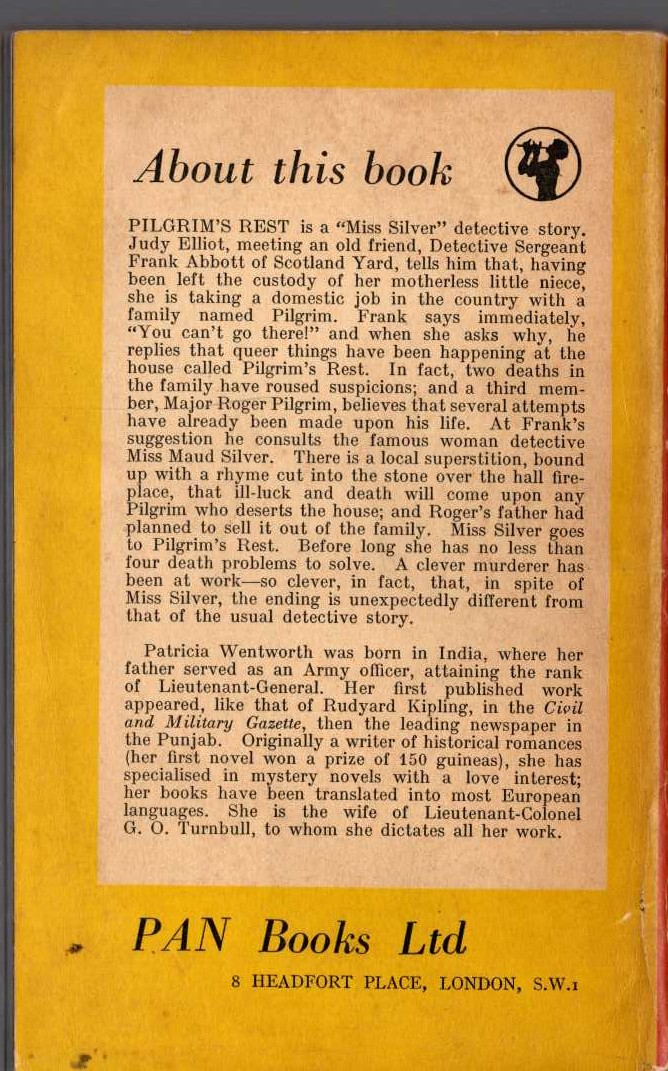 About this book
PILGRIM'S REST is a "Miss Silver" detective story.
Judy Elliot, meeting an old friend, Detective Sergeant
Frank Abbott of Scotland Yard, tells him that, having
been left the custody of her motherless little niece,
she is taking a domestic job in the country with a
family named Pilgrim. Frank says immediately,
"You can't go there!" and when she asks why, he
replies that queer things have been happening at the
house called Pilgrim's Rest. In fact, two deaths in
the family have roused suspicions; and a third mem-
ber, Major Roger Pilgrim, believes that several attempts
have already been made upon his life. At Frank's
suggestion he consults the famous woman detective
Miss Maud Silver. There is a local superstition, bound
up with a rhyme cut into the stone over the hall fire-
place, that ill-luck and death will come upon any
Pilgrim who deserts the house; and Roger's father had
planned to sell it out of the family. Miss Silver goes
to Pilgrim's Rest. Before long she has no less than
four death problems to solve. A clever murderer has
been at work—so clever, in fact, that, in spite of
Miss Silver, the ending is unexpectedly different from
that of the usual detective story.
Patricia Wentworth was born in India, where her
father served as an Army officer, attaining the rank
of Lieutenant-General. Her first published work
appeared, like that of Rudyard Kipling, in the Civil
and Military Gazette, then the leading newspaper in
the Punjab. Originally a writer of historical romances
(her first novel won a prize of 150 guineas), she has
specialised in mystery novels with a love interest;
her books have been translated into most European
languages. She is the wife of Lieutenant-Colonel
G. O. Turnbull, to whom she dictates all her work.
PAN Books Ltd
8 HEADFORT PLACE, LONDON, S.W.1